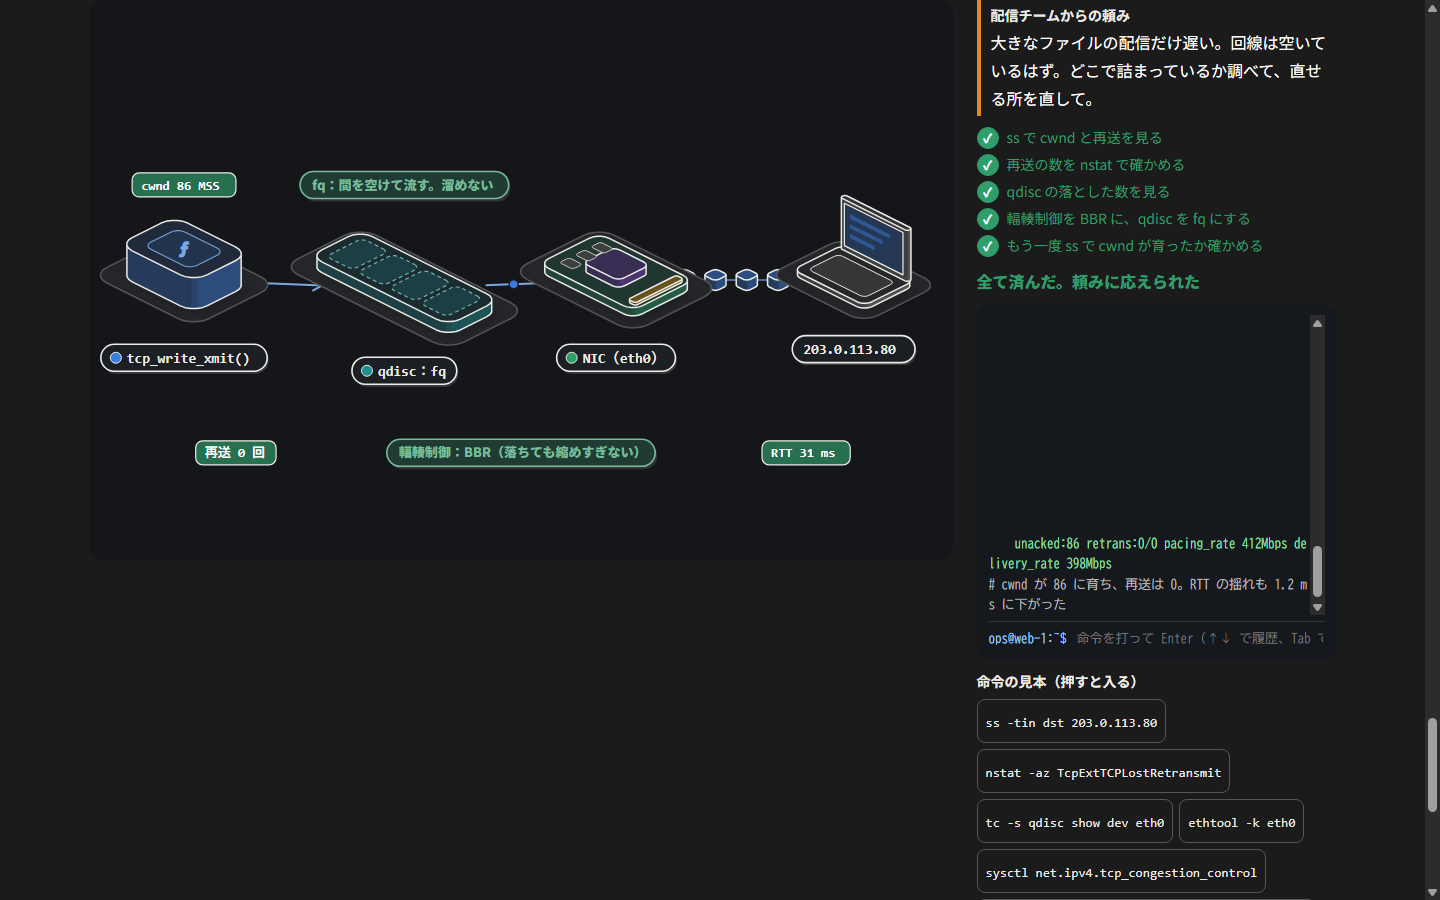 cwnd 86 MSS
fq：間を空けて流す。溜めない
f
tcp_write_xmit()
qdisc：fq
NIC（eth0）
203.0.113.80
再送 0 回
輻輳制御：BBR（落ちても縮めすぎない）
RTT 31 ms
配信チームからの頼み
大きなファイルの配信だけ遅い。回線は空いて
いるはず。どこで詰まっているか調べて、直せ
る所を直して。
ss で cwnd と再送を見る
再送の数を nstat で確かめる
qdisc の落とした数を見る
輻輳制御を BBR に、qdisc を fq にする
もう一度 ss で cwnd が育ったか確かめる
全て済んだ。頼みに応えられた
unacked:86 retrans:0/0 pacing_rate 412Mbps de
livery_rate 398Mbps
# cwnd が 86 に育ち、再送は 0。RTT の揺れも 1.2 m
s に下がった
ops@web-1:~$ 命令を打って Enter（↑↓ で履歴、Tab で
命令の見本（押すと入る）
ss -tin dst 203.0.113.80
nstat -az TcpExtTCPLostRetransmit
tc -s qdisc show dev eth0
ethtool -k eth0
sysctl net.ipv4.tcp_congestion_control